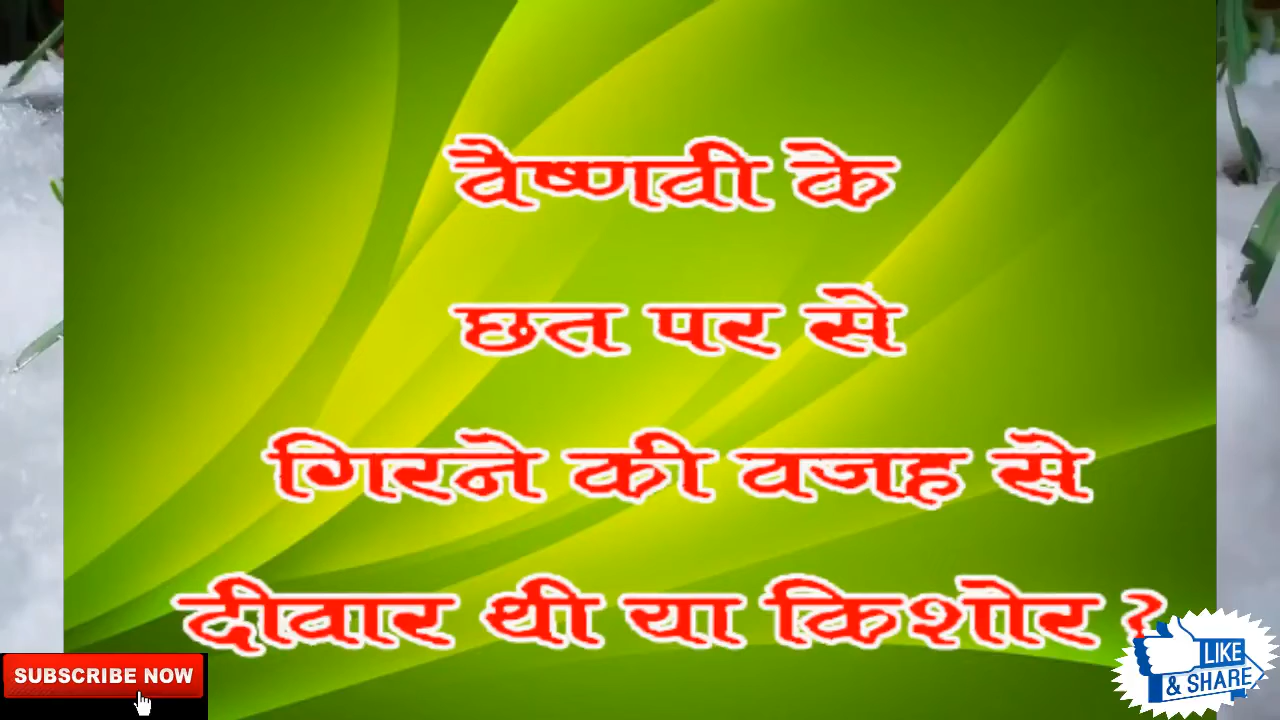 वैष्णवी के
छत पर से
गिरने की वजह से
दीवार थी या किशोर ?
SUBSCRIBE NOW
LIKE
& SHARE